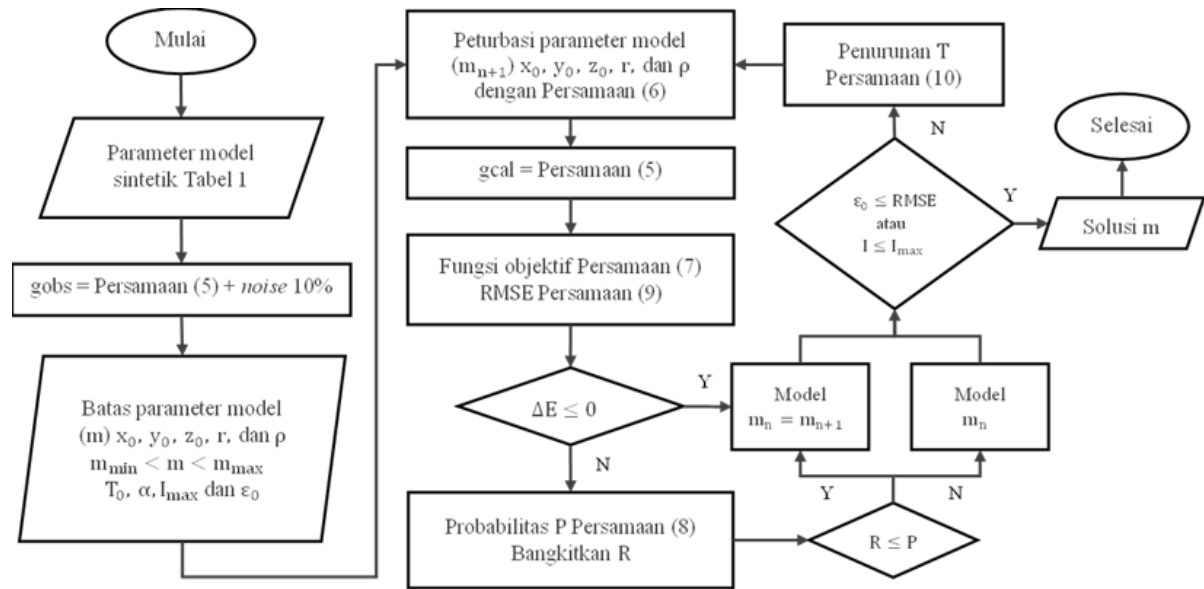 Mulai
Parameter model
sintetik Tabel 1
gobs = Persamaan (5) + noise 10%
Batas parameter model
(m) x₀, y₀, z₀, r, dan ρ
m_min < m < m_max
T₀, α, I_max dan ε₀
Peturbasi parameter model
(m_{n+1}) x₀, y₀, z₀, r, dan ρ
dengan Persamaan (6)
gcal = Persamaan (5)
Fungsi objektif Persamaan (7)
RMSE Persamaan (9)
ΔE ≤ 0
Y
N
Probabilitas P Persamaan (8)
Bangkitkan R
R ≤ P
Y
N
Model
m_n = m_{n+1}
Model
m_n
ε₀ ≤ RMSE
atau
I ≤ I_max
N
Y
Penurunan T
Persamaan (10)
Solusi m
Selesai